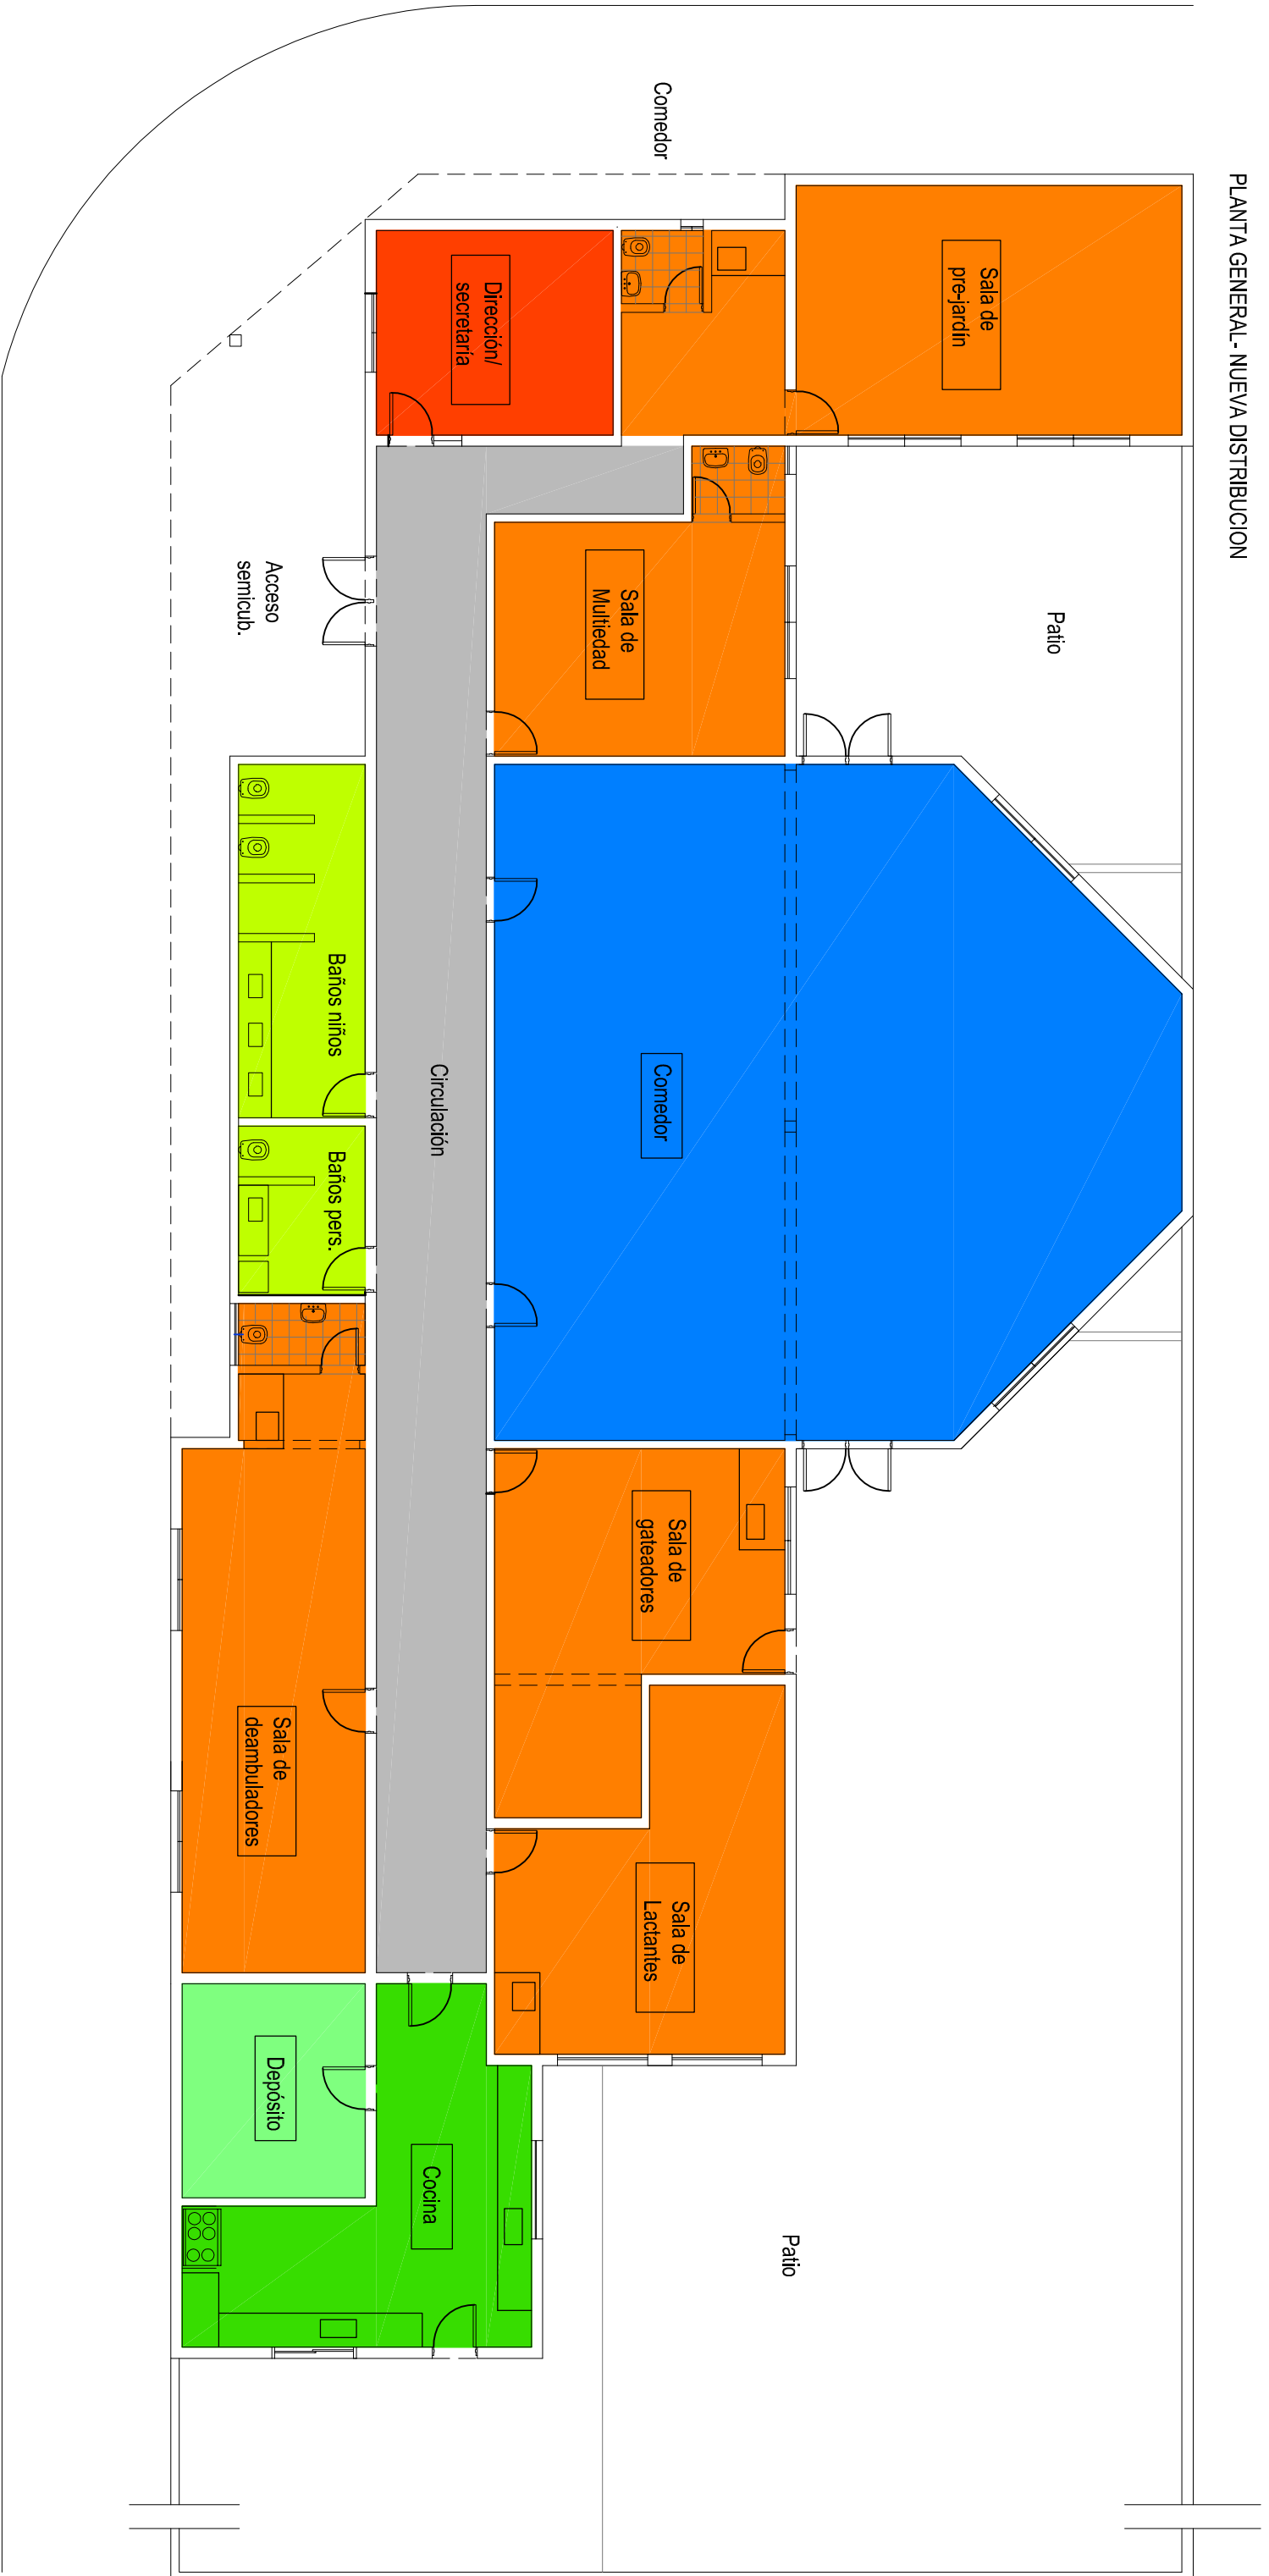 PLANTA GENERAL- NUEVA DISTRIBUCION
Comedor
Sala de
pre-jardín
Dirección/
secretaría
Patio
Sala de
Multiedad
Acceso
semicub.
Comedor
Circulación
Baños niños
Baños pers.
Sala de
gateadores
Sala de
deambuladores
Sala de
Lactantes
Depósito
Cocina
Patio